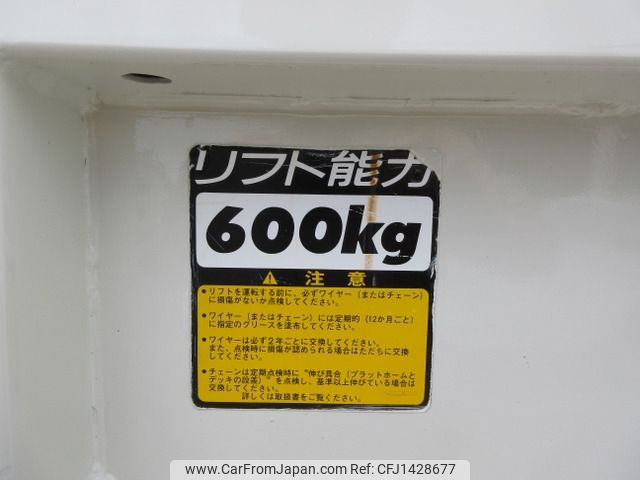 リフト能力
600kg
⚠ 注意
●リフトを運転する前に、必ずワイヤー（またはチェーン）
に損傷がないか点検してください。
●ワイヤー（またはチェーン）には定期的（12か月ごと）
に指定のグリースを塗布してください。
●ワイヤーは必ず2年ごとに交換してください。
また、点検時に損傷が認められる場合はただちに交換
してください。
●チェーンは定期点検時に“伸び具合（プラットホームと
デッキの段差）”を点検し、基準以上伸びている場合は
交換してください。
詳しくは取扱書をご覧ください。
www.CarFromJapan.com | CFJ1428677